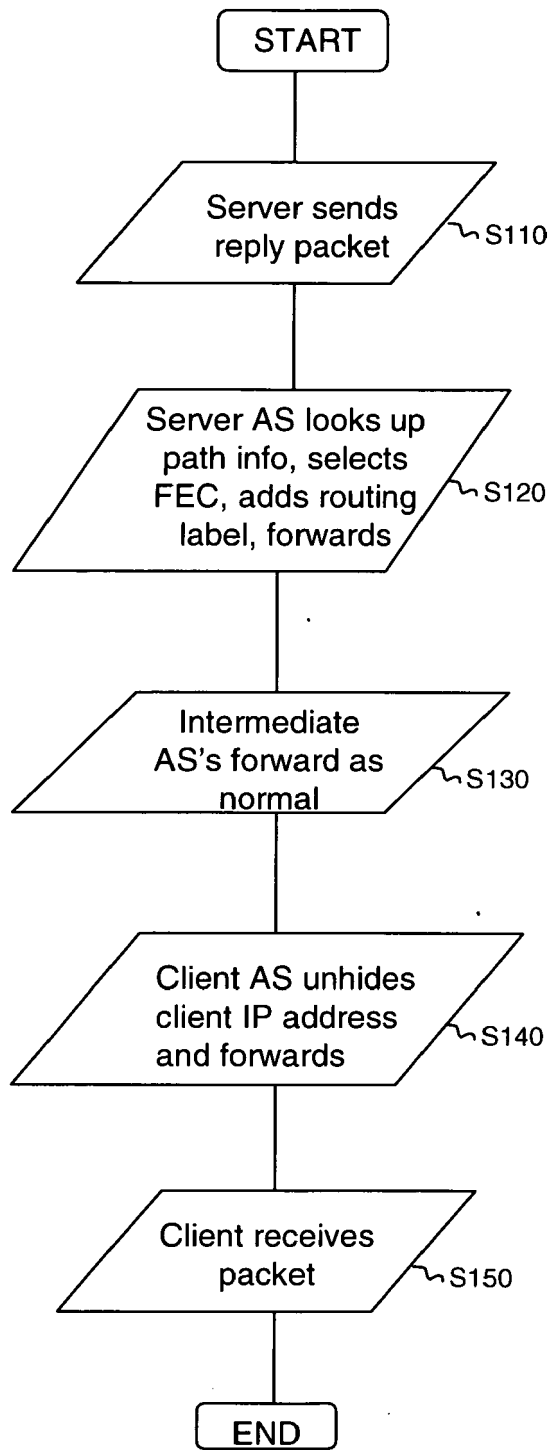 START
Server sends
reply packet
S110
Server AS looks up
path info, selects
FEC, adds routing
label, forwards
S120
Intermediate
AS's forward as
normal
S130
Client AS unhides
client IP address
and forwards
S140
Client receives
packet
S150
END